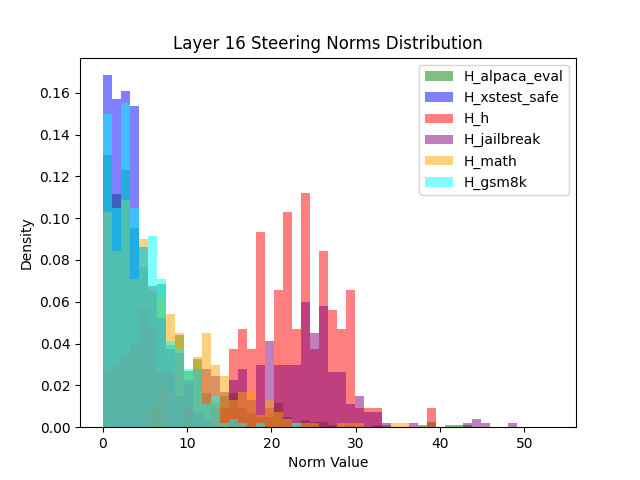 Layer 16 Steering Norms Distribution
H_alpaca_eval
H_xstest_safe
H_h
H_jailbreak
H_math
H_gsm8k
Density
0.16
0.14
0.12
0.10
0.08
0.06
0.04
0.02
0.00
0 10 20 30 40 50
Norm Value